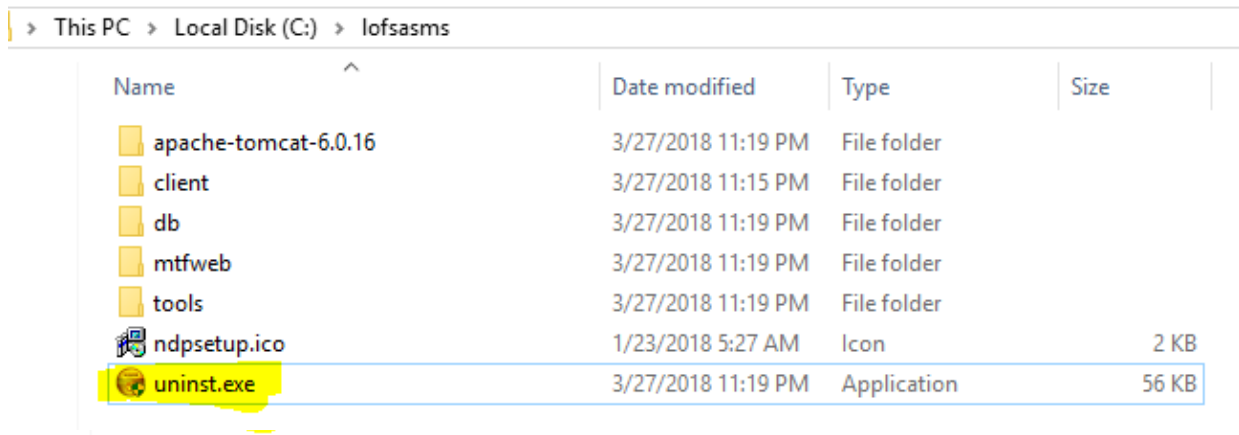 > This PC > Local Disk (C:) > lofsasms
Name Date modified Type Size
apache-tomcat-6.0.16 3/27/2018 11:19 PM File folder
client 3/27/2018 11:15 PM File folder
db 3/27/2018 11:19 PM File folder
mtfweb 3/27/2018 11:19 PM File folder
tools 3/27/2018 11:19 PM File folder
ndpsetup.ico 1/23/2018 5:27 AM Icon 2 KB
uninst.exe 3/27/2018 11:19 PM Application 56 KB